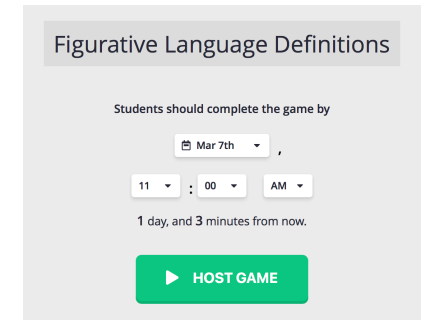 Figurative Language Definitions
Students should complete the game by
Mar 7th ,
11 : 00 AM
1 day, and 3 minutes from now.
HOST GAME